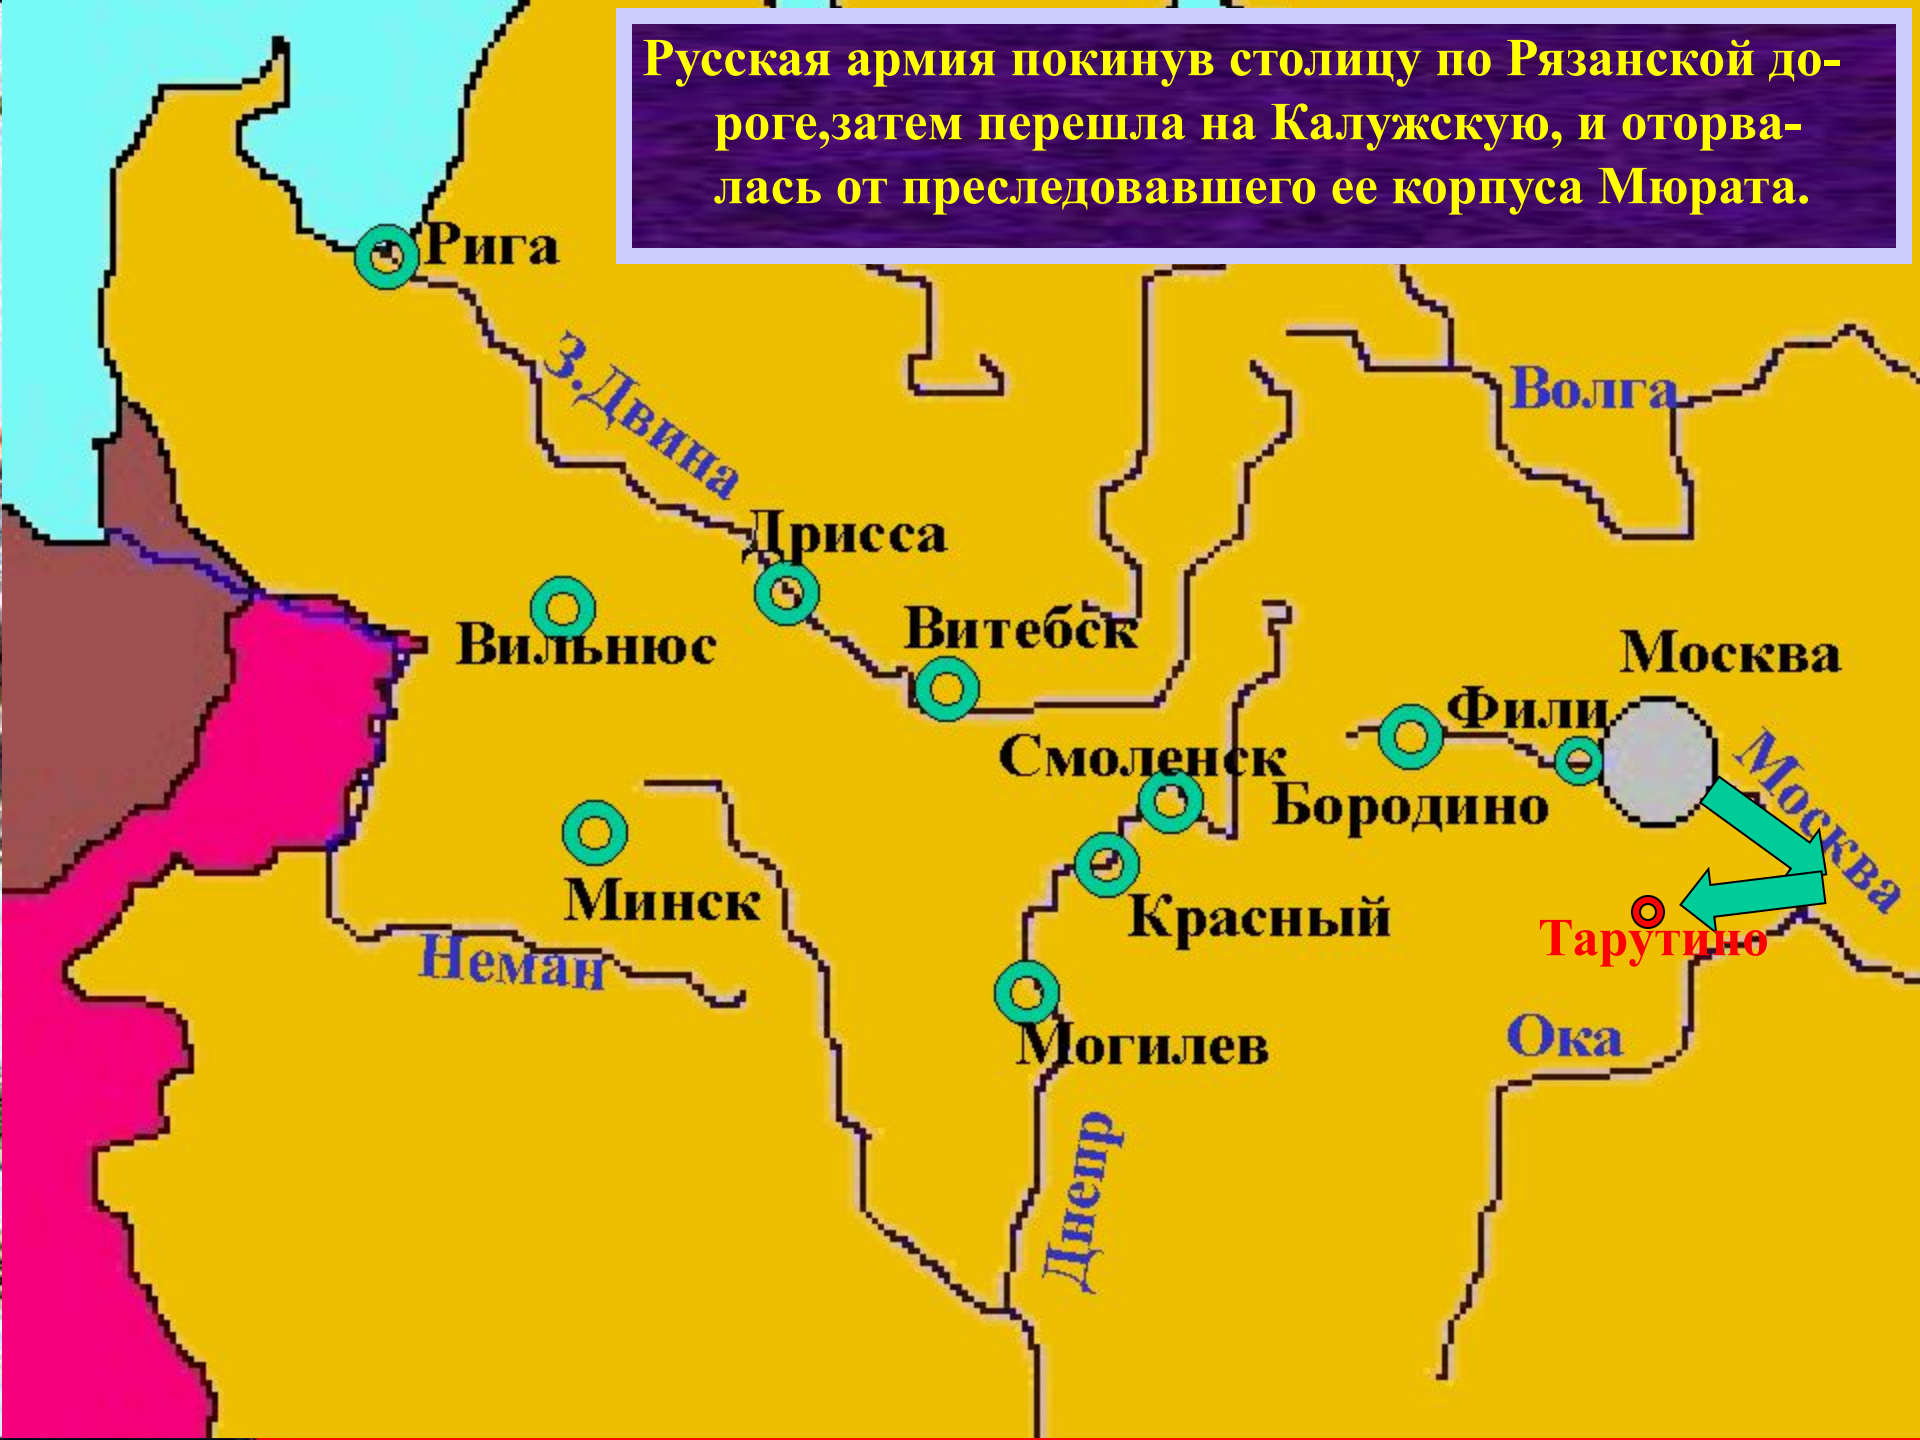 Русская армия покинув столицу по Рязанской до-
роге,затем перешла на Калужскую, и оторва-
лась от преследовавшего ее корпуса Мюрата.
Рига
З.Двина
Волга
Дрисса
Витебск
Вильнюс
Москва
Фили
Смоленск
Москва
Бородино
Минск
Красный
Тарутино
Неман
Ока
Могилев
Днепр